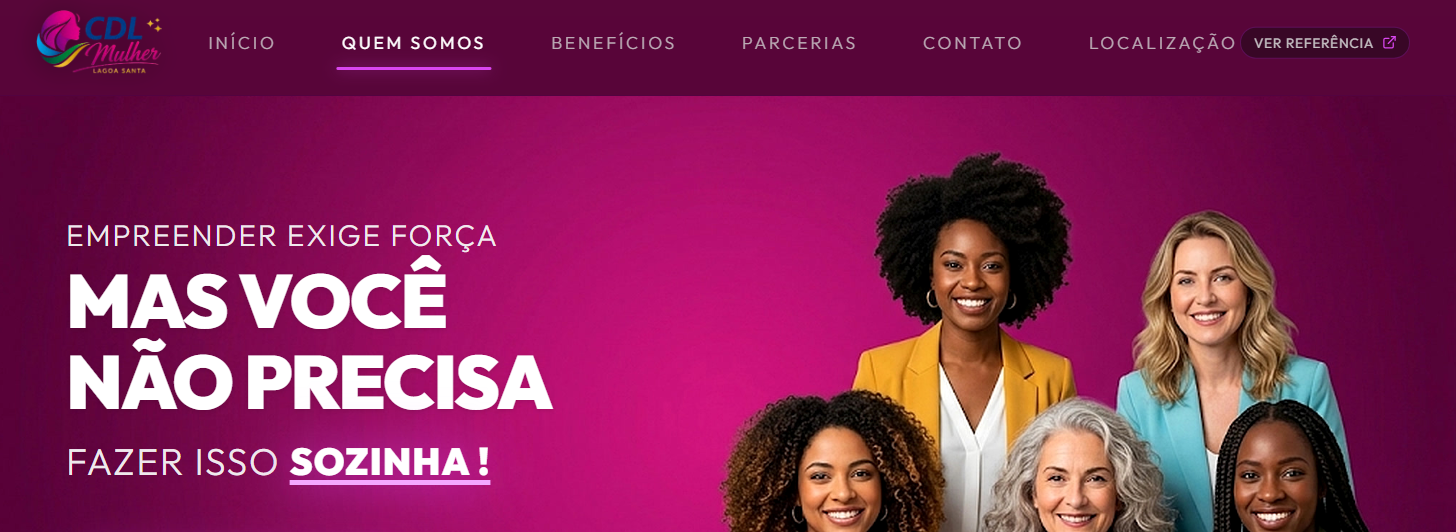 CDL
Mulher
LAGOA SANTA
INÍCIO
QUEM SOMOS
BENEFÍCIOS
PARCERIAS
CONTATO
LOCALIZAÇÃO
VER REFERÊNCIA
EMPREENDER EXIGE FORÇA
MAS VOCÊ
NÃO PRECISA
FAZER ISSO SOZINHA !